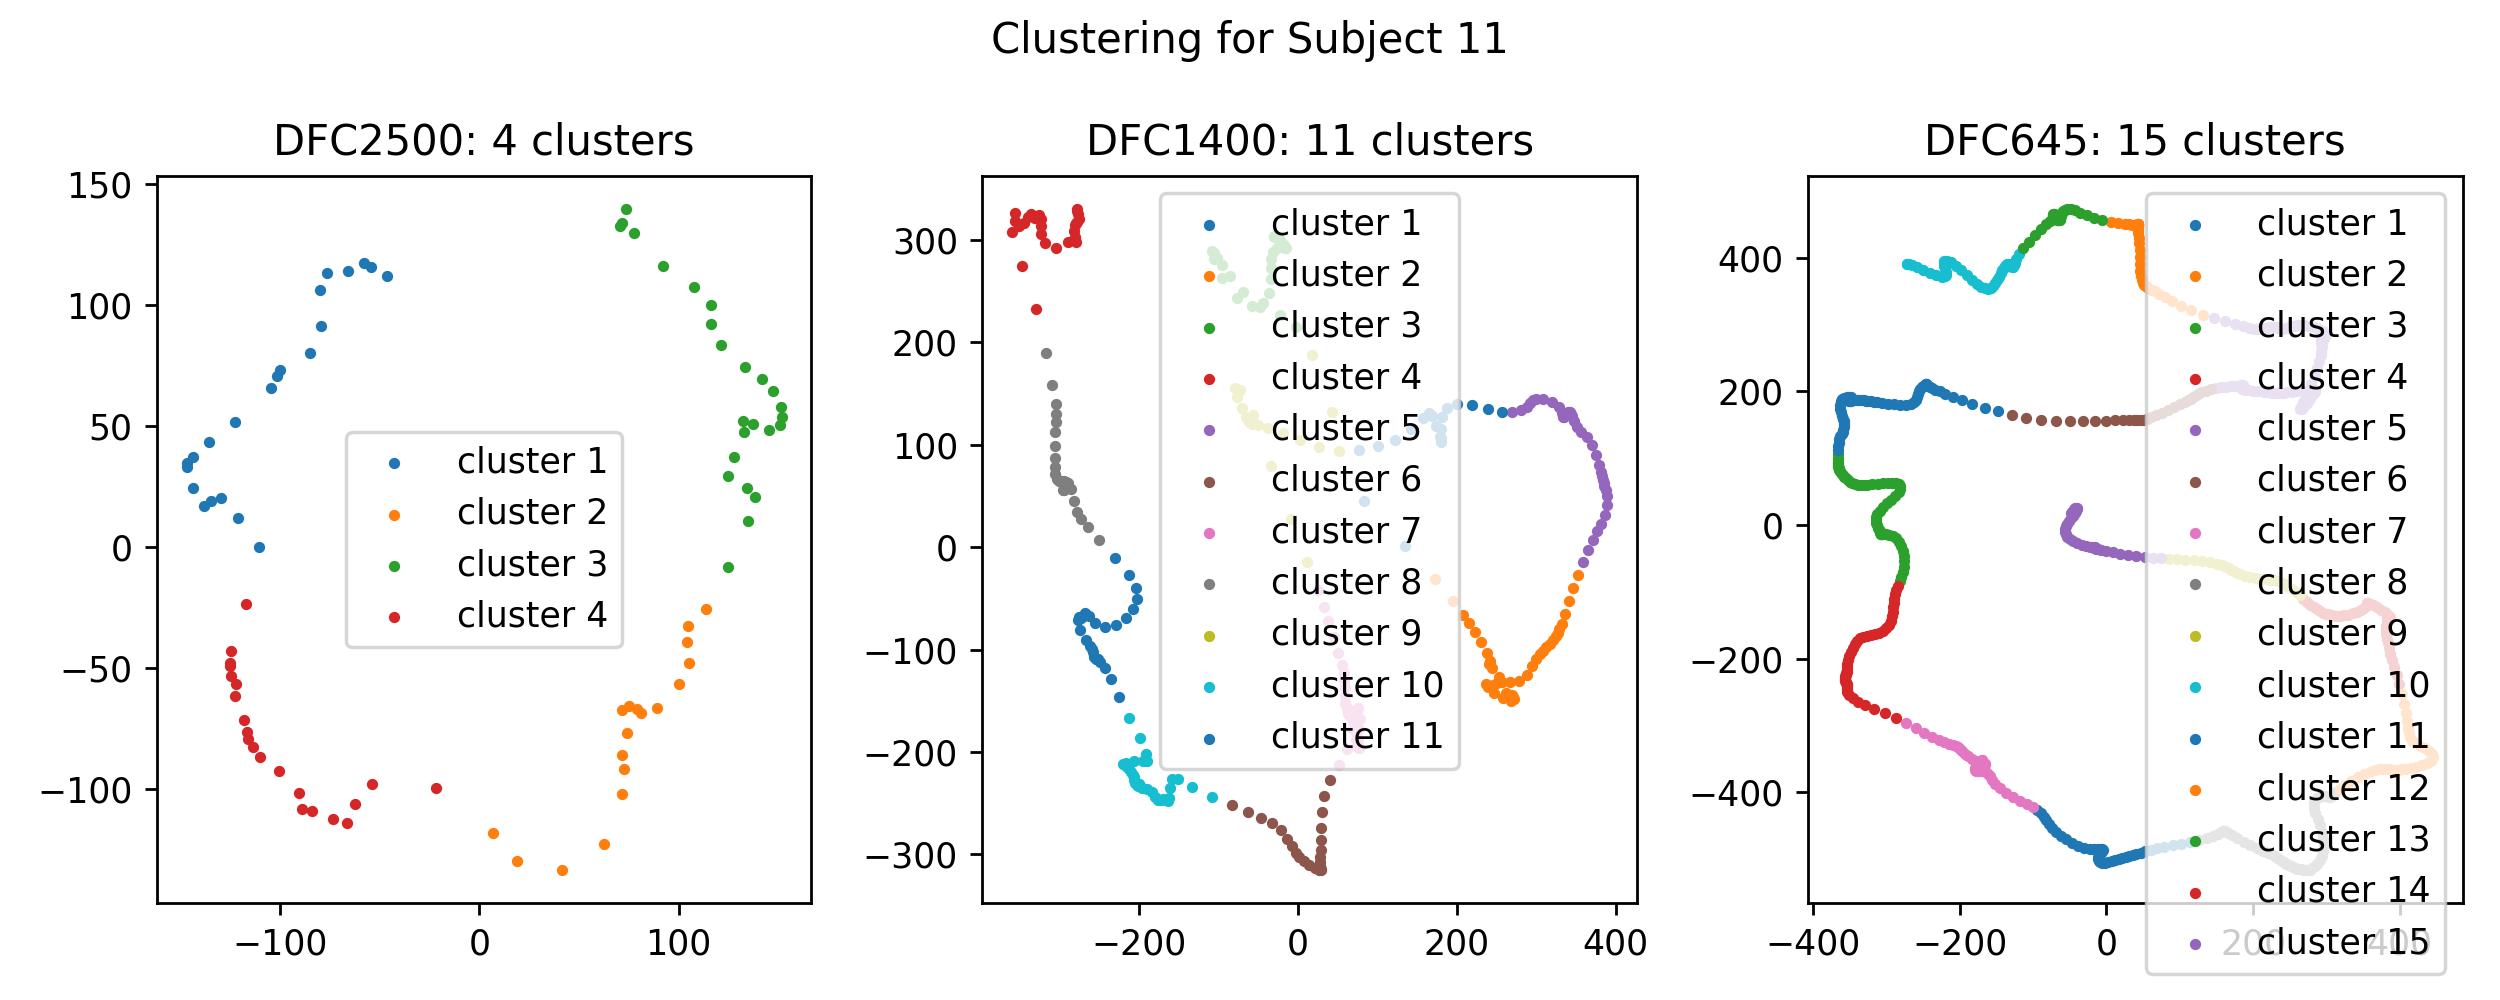 Clustering for Subject 11
DFC2500: 4 clusters
150
100
50
0
−50
−100
−100
0
100
cluster 1
cluster 2
cluster 3
cluster 4
DFC1400: 11 clusters
300
200
100
0
−100
−200
−300
−200
0
200
400
cluster 1
cluster 2
cluster 3
cluster 4
cluster 5
cluster 6
cluster 7
cluster 8
cluster 9
cluster 10
cluster 11
DFC645: 15 clusters
400
200
0
−200
−400
−400
−200
0
200
400
cluster 1
cluster 2
cluster 3
cluster 4
cluster 5
cluster 6
cluster 7
cluster 8
cluster 9
cluster 10
cluster 11
cluster 12
cluster 13
cluster 14
cluster 15